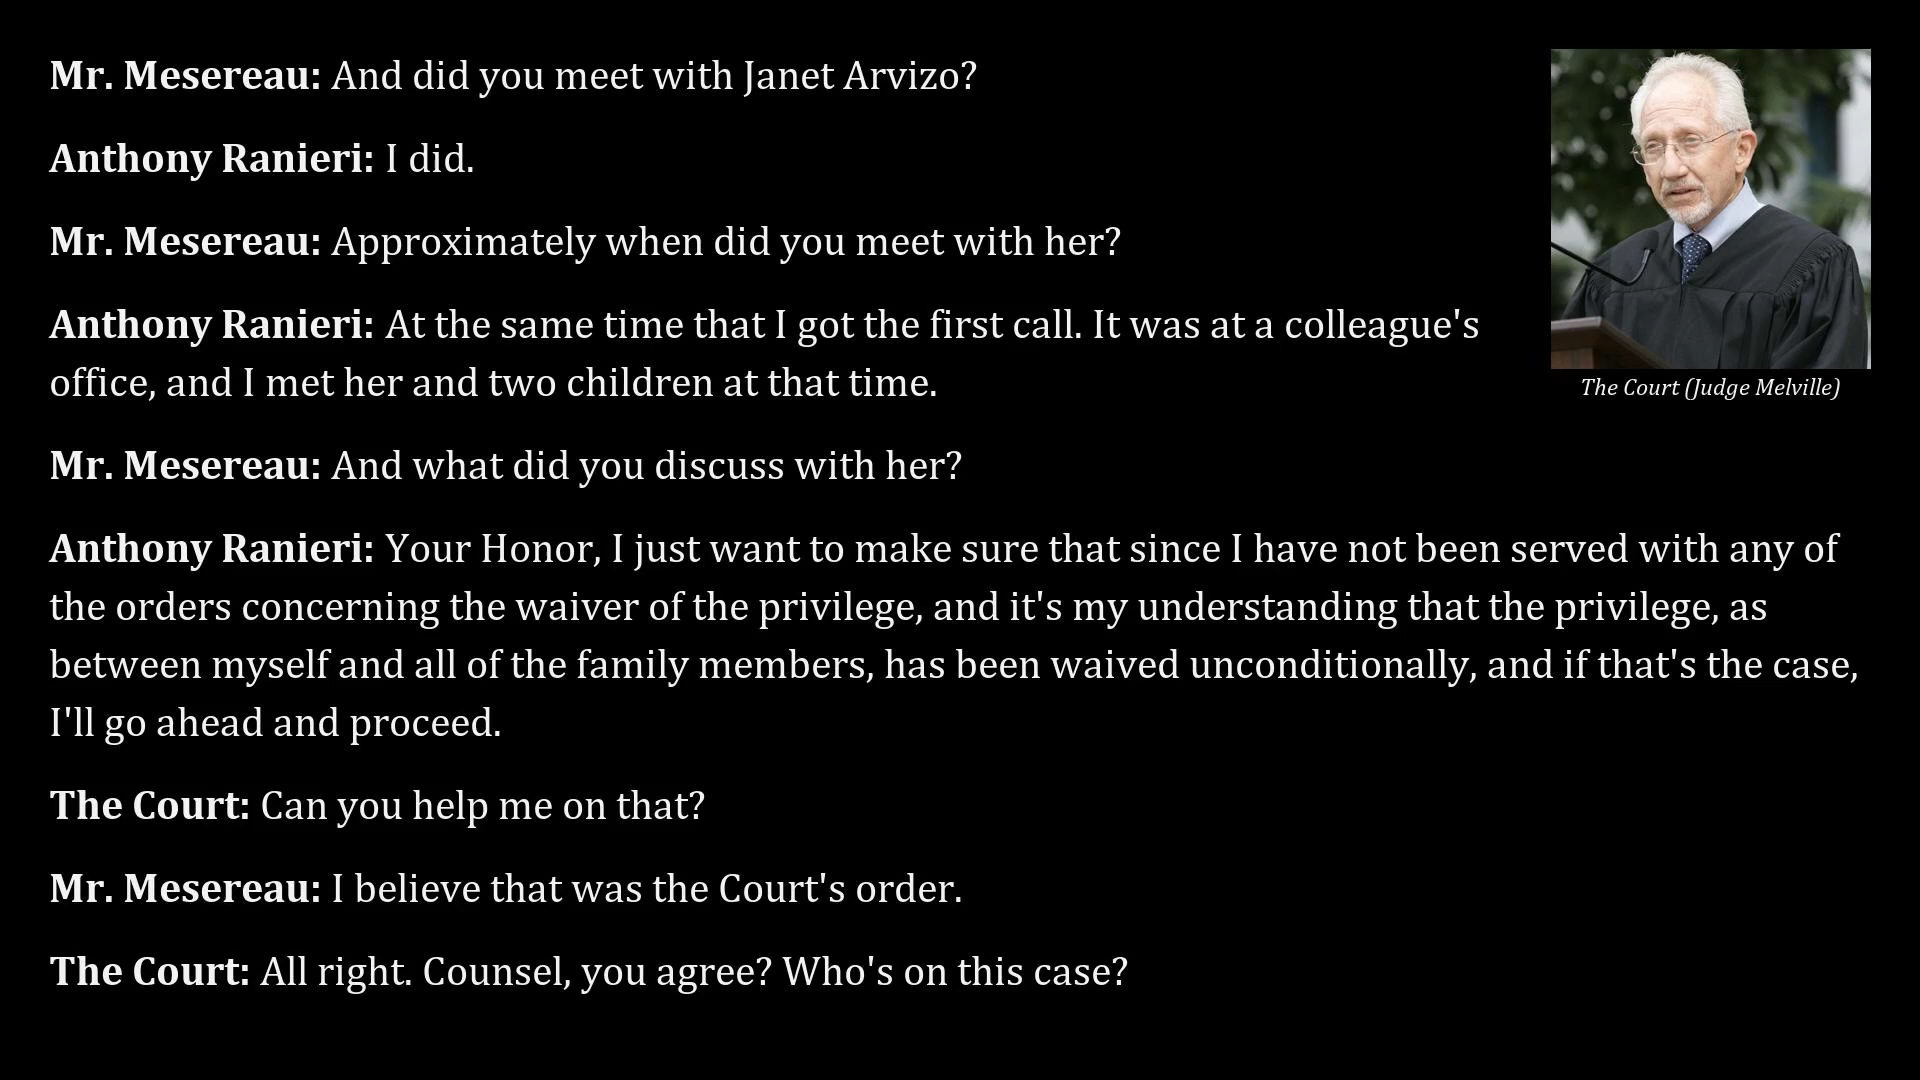 Mr. Mesereau: And did you meet with Janet Arvizo?
Anthony Ranieri: I did.
Mr. Mesereau: Approximately when did you meet with her?
Anthony Ranieri: At the same time that I got the first call. It was at a colleague's
office, and I met her and two children at that time.
The Court (Judge Melville)
Mr. Mesereau: And what did you discuss with her?
Anthony Ranieri: Your Honor, I just want to make sure that since I have not been served with any of
the orders concerning the waiver of the privilege, and it's my understanding that the privilege, as
between myself and all of the family members, has been waived unconditionally, and if that's the case,
I'll go ahead and proceed.
The Court: Can you help me on that?
Mr. Mesereau: I believe that was the Court's order.
The Court: All right. Counsel, you agree? Who's on this case?